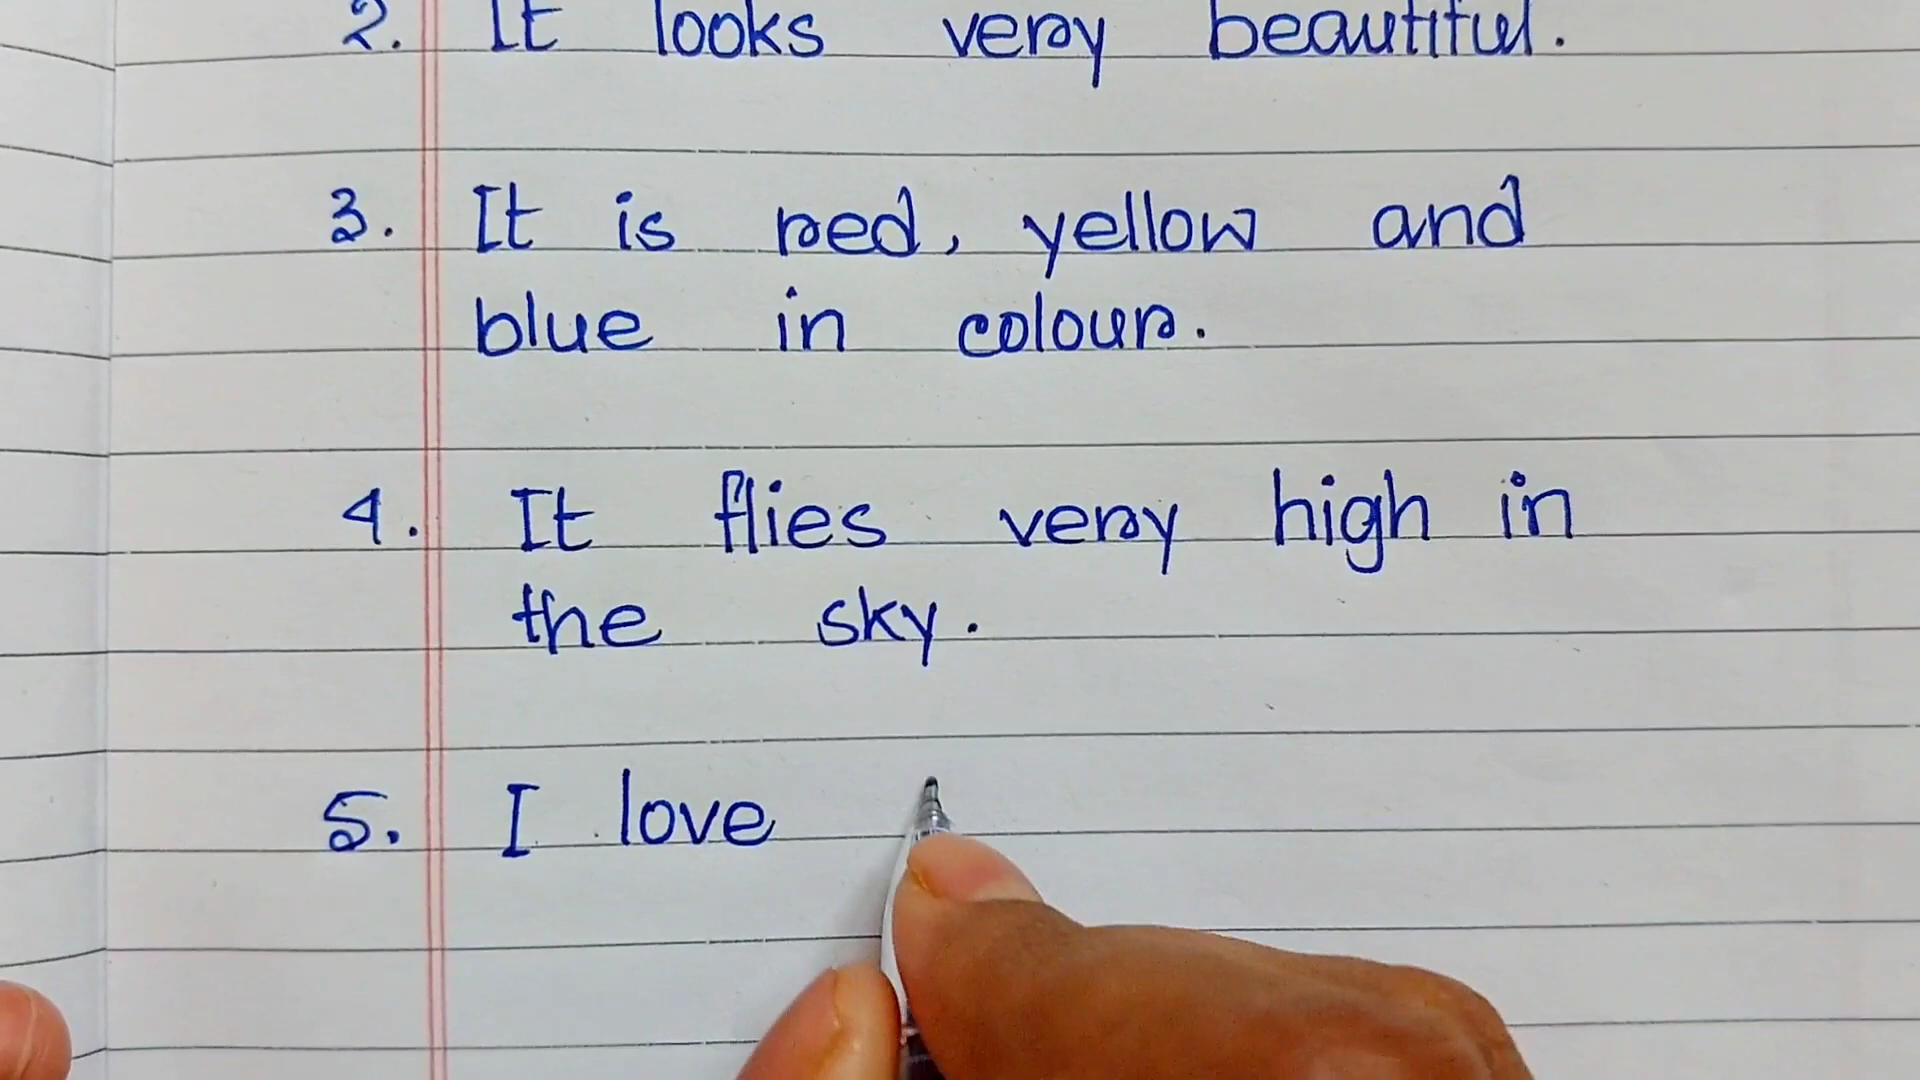 2. It looks very beautiful.
3. It is red, yellow and
blue in colour.
4. It flies very high in
the sky.
5. I love